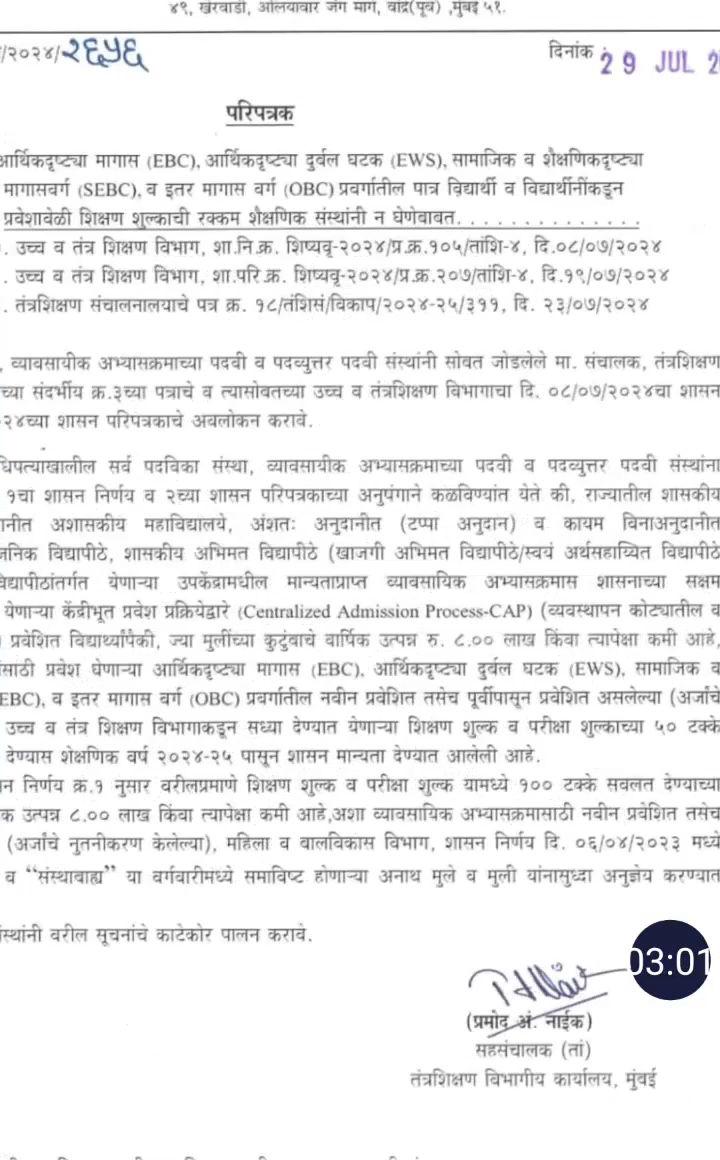 ४९, खेरवाडी, अलियावार जंग मार्ग, वांद्रे(पूर्व) ,मुंबई ५१.
/२०२४/२६५६
दिनांक : 29 JUL 2
परिपत्रक
आर्थिकदृष्ट्या मागास (EBC), आर्थिकदृष्ट्या दुर्बल घटक (EWS), सामाजिक व शैक्षणिकदृष्ट्या
मागासवर्ग (SEBC), व इतर मागास वर्ग (OBC) प्रवर्गातील पात्र विद्यार्थी व विद्यार्थीनींकडून
प्रवेशावेळी शिक्षण शुल्काची रक्कम शैक्षणिक संस्थांनी न घेणेबावत. . . . . . . . . . . . . .
. उच्च व तंत्र शिक्षण विभाग, शा.नि.क्र. शिष्यवृ-२०२४/प्र.क्र.१०५/तांशि-४, दि.०८/०७/२०२४
. उच्च व तंत्र शिक्षण विभाग, शा.परि.क्र. शिष्यवृ-२०२४/प्र.क्र.२०७/तांशि-४, दि.१९/०७/२०२४
. तंत्रशिक्षण संचालनालयाचे पत्र क्र. १८/तंशिसं/विकाप/२०२४-२५/३११, दि. २३/०७/२०२४
, व्यावसायीक अभ्यासक्रमाच्या पदवी व पदव्युत्तर पदवी संस्थांनी सोवत जोडलेले मा. संचालक, तंत्रशिक्षण
च्या संदर्भीय क्र.३च्या पत्राचे व त्यासोवतच्या उच्च व तंत्रशिक्षण विभागाचा दि. ०८/०७/२०२४चा शासन
२४च्या शासन परिपत्रकाचे अवलोकन करावे.
धिपत्याखालील सर्व पदविका संस्था, व्यावसायीक अभ्यासक्रमाच्या पदवी व पदव्युत्तर पदवी संस्थांना
१चा शासन निर्णय व २च्या शासन परिपत्रकाच्या अनुषंगाने कळविण्यांत येते की, राज्यातील शासकीय
ानीत अशासकीय महाविद्यालये, अंशतः अनुदानीत (टप्पा अनुदान) व कायम विनाअनुदानीत
जनिक विद्यापीठे, शासकीय अभिमत विद्यापीठे (खाजगी अभिमत विद्यापीठे/स्वयं अर्थसहाय्यित विद्यापीठे
वेद्यापीठांतर्गत येणाऱ्या उपकेंद्रामधील मान्यताप्राप्त व्यावसायिक अभ्यासक्रमास शासनाच्या सक्षम
येणाऱ्या केंद्रीभूत प्रवेश प्रक्रियेद्वारे (Centralized Admission Process-CAP) (व्यवस्थापन कोट्यातील व
प्रवेशित विद्यार्थ्यांपैकी, ज्या मुलींच्या कुटुंबाचे वार्षिक उत्पन्न रु. ८.०० लाख किंवा त्यापेक्षा कमी आहे,
साठी प्रवेश घेणाऱ्या आर्थिकदृष्ट्या मागास (EBC), आर्थिकदृष्ट्या दुर्वल घटक (EWS), सामाजिक व
EBC), व इतर मागास वर्ग (OBC) प्रवर्गातील नवीन प्रवेशित तसेच पूर्वीपासून प्रवेशित असलेल्या (अर्जांचे
उच्च व तंत्र शिक्षण विभागाकडून सध्या देण्यात येणाऱ्या शिक्षण शुल्क व परीक्षा शुल्काच्या ५० टक्के
देण्यास शेक्षणिक वर्ष २०२४-२५ पासून शासन मान्यता देण्यात आलेली आहे.
न निर्णय क्र.१ नुसार वरीलप्रमाणे शिक्षण शुल्क व परीक्षा शुल्क यामध्ये १०० टक्के सवलत देण्याच्या
क उत्पन्न ८.०० लाख किंवा त्यापेक्षा कमी आहे,अशा व्यावसायिक अभ्यासक्रमासाठी नवीन प्रवेशित तसेच
(अर्जांचे नुतनीकरण केलेल्या), महिला व वालविकास विभाग, शासन निर्णय दि. ०६/०४/२०२३ मध्ये
व “संस्थावाह्य” या वर्गवारीमध्ये समाविष्ट होणाऱ्या अनाथ मुले व मुली यांनासुध्दा अनुज्ञेय करण्यात
ंस्थांनी वरील सूचनांचे काटेकोर पालन करावे.
03:01
(प्रमोद अं. नाईक)
सहसंचालक (तां)
तंत्रशिक्षण विभागीय कार्यालय, मुंबई